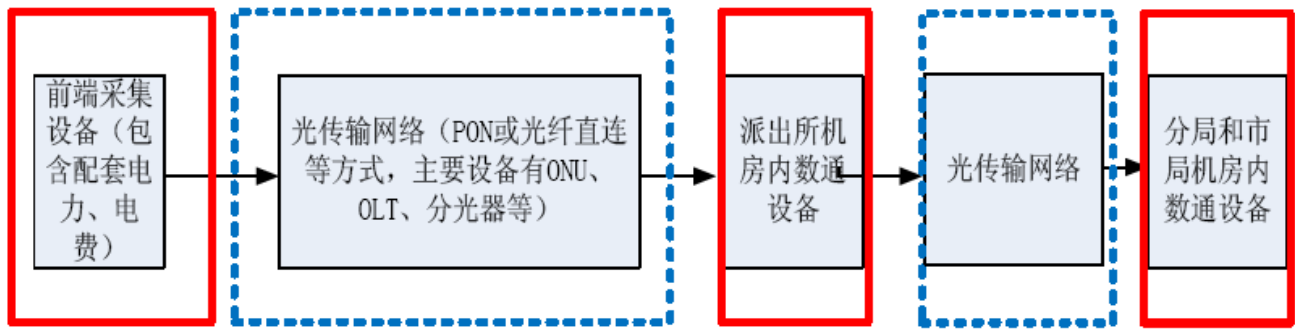 前端采集
设备（包
含配套电
力、电
费）
光传输网络（PON或光纤直连
等方式，主要设备有ONU、
OLT、分光器等）
派出所机
房内数通
设备
光传输网络
分局和市
局机房内
数通设备